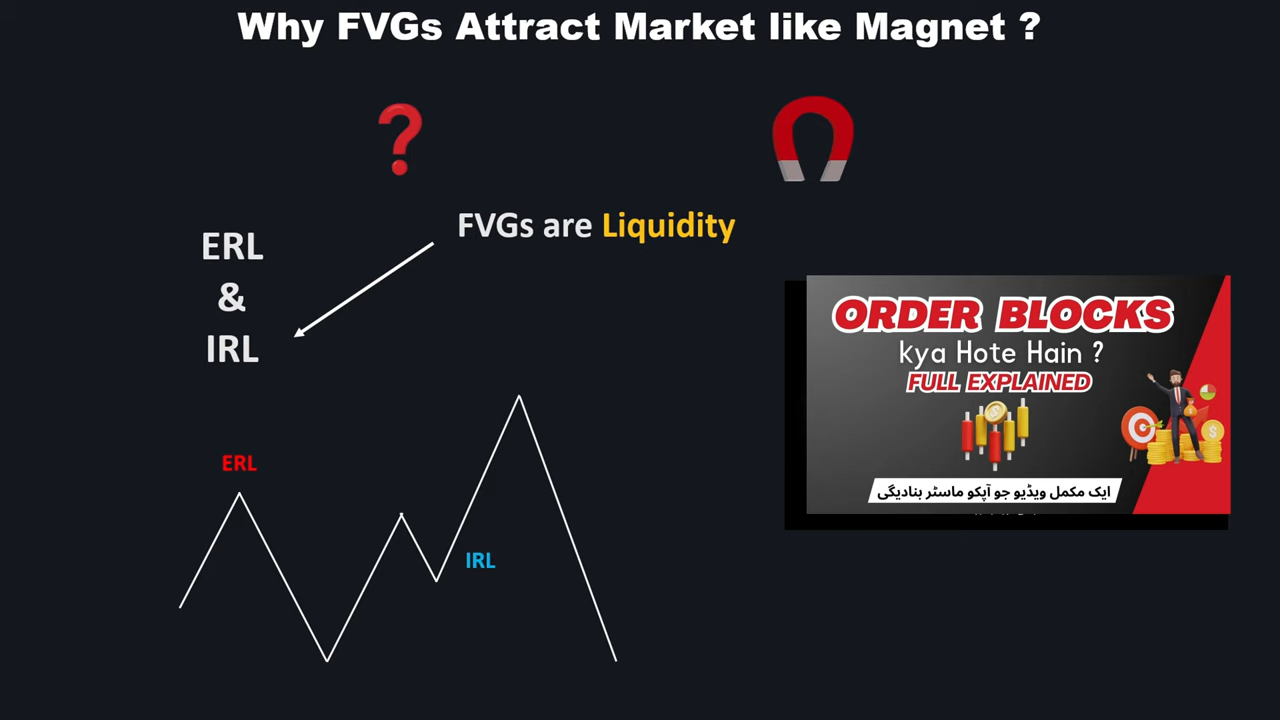 Why FVGs Attract Market like Magnet ?
FVGs are Liquidity
ERL
&
IRL
ORDER BLOCKS
kya Hote Hain ?
FULL EXPLAINED
ایک مکمل ویڈیو جو آپکو ماسٹر بنادیگی
ERL
IRL